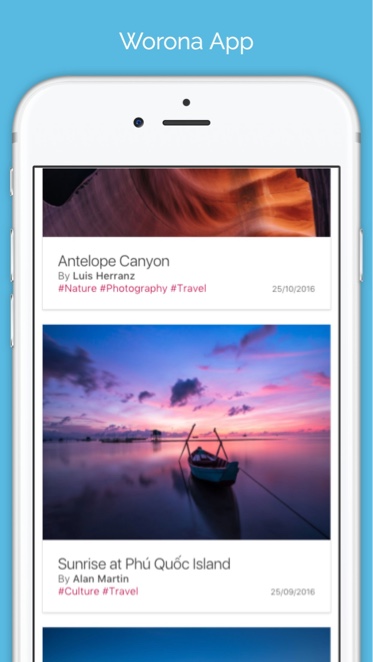 Worona App
Antelope Canyon
By Luis Herranz
#Nature #Photography #Travel 25/10/2016
Sunrise at Phú Quốc Island
By Alan Martin
#Culture #Travel 25/09/2016